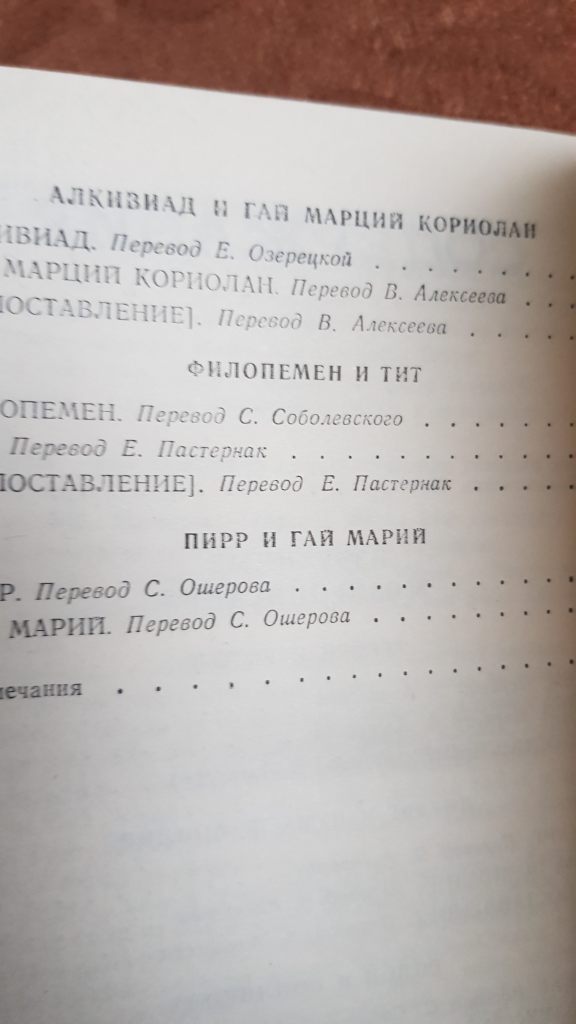 АЛКИВИАД И ГАЙ МАРЦИЙ КОРИОЛАН
ИВИАД. Перевод Е. Озерецкой . . . . . . . .
МАРЦИЙ КОРИОЛАН. Перевод В. Алексеева . . .
ПОСТАВЛЕНИЕ]. Перевод В. Алексеева . . . .
ФИЛОПЕМЕН И ТИТ
ОПЕМЕН. Перевод С. Соболевского . . . . . .
Перевод Е. Пастернак . . . . . . . . . . .
ПОСТАВЛЕНИЕ]. Перевод Е. Пастернак . . . .
ПИРР И ГАЙ МАРИЙ
Р. Перевод С. Ошерова . . . . . . . . . . .
МАРИЙ. Перевод С. Ошерова . . . . . . . .
мечания . . . . . . . . . . . . .